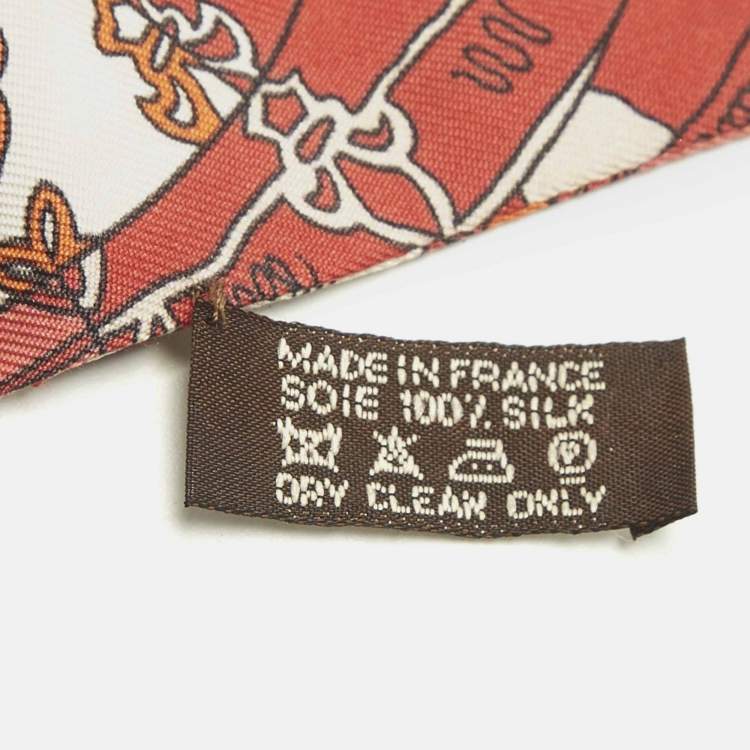 MADE IN FRANCE
SOIE 100% SILK
DRY CLEAN ONLY